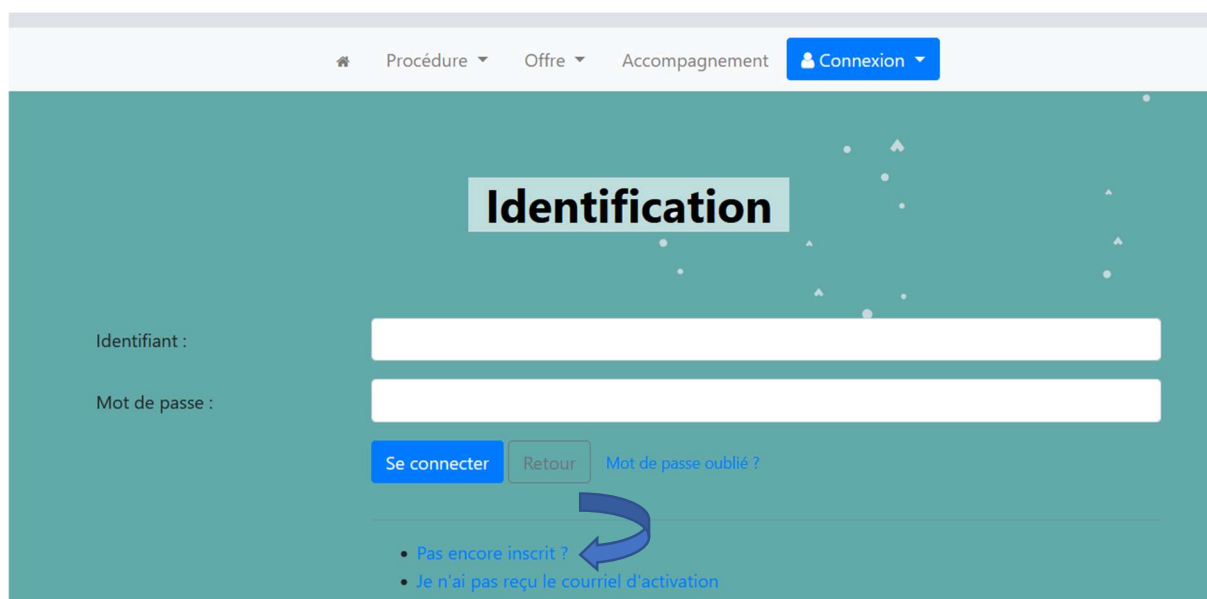 Procédure Offre Accompagnement Connexion
Identification
Identifiant :
Mot de passe :
Se connecter Retour Mot de passe oublié ?
Pas encore inscrit ?
Je n'ai pas reçu le courriel d'activation